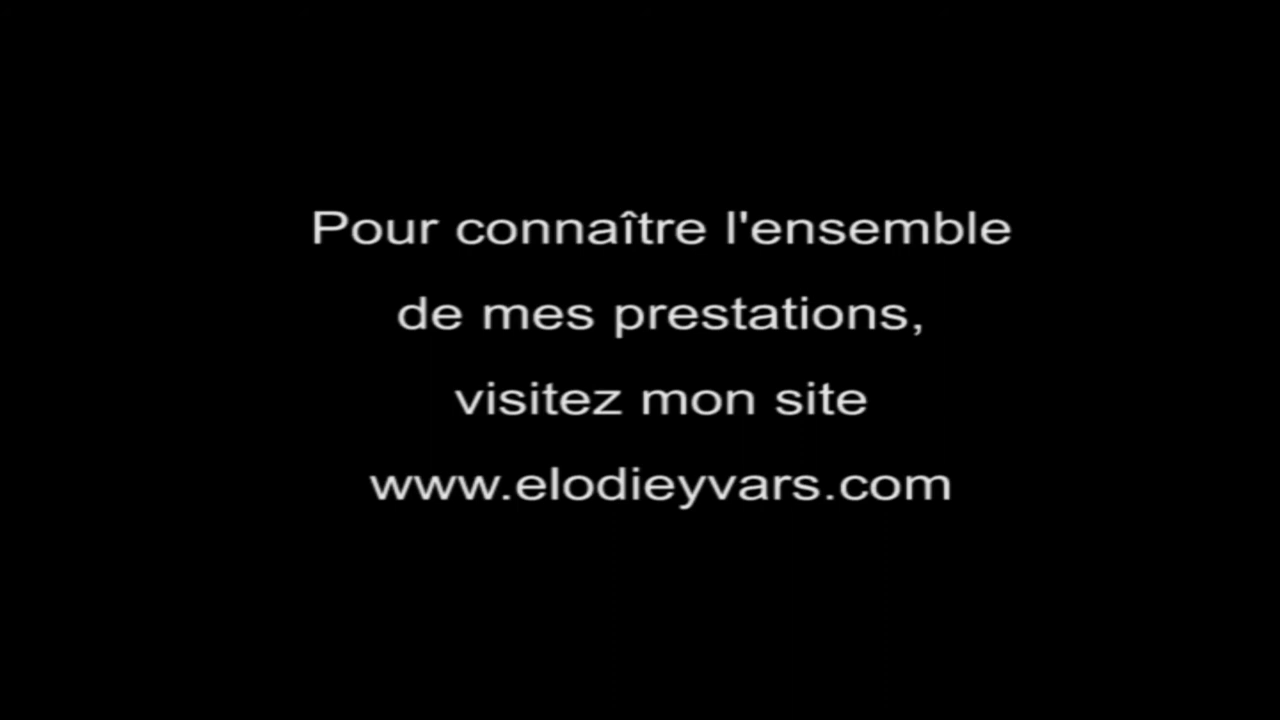 Pour connaître l'ensemble
de mes prestations,
visitez mon site
www.elodieyvars.com